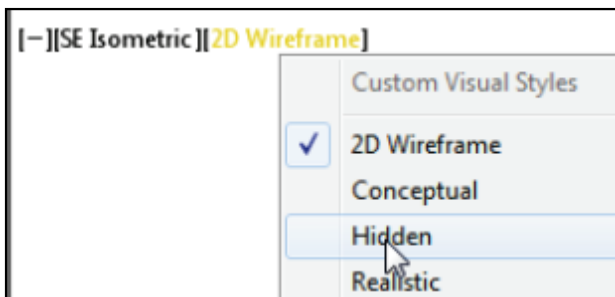 [−][SE Isometric][2D Wireframe]
Custom Visual Styles
2D Wireframe
Conceptual
Hidden
Realistic